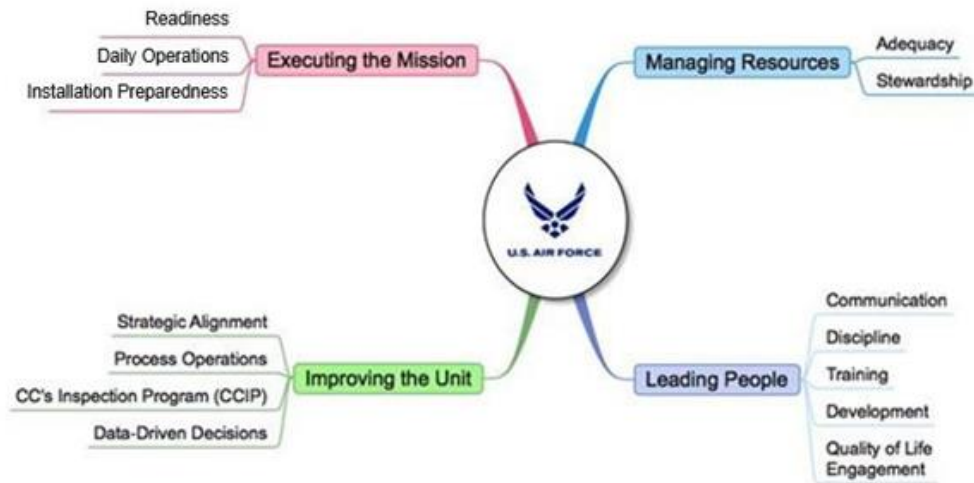 Readiness
Daily Operations
Installation Preparedness
Executing the Mission
Managing Resources
Adequacy
Stewardship
U.S. AIR FORCE
Strategic Alignment
Process Operations
CC's Inspection Program (CCIP)
Data-Driven Decisions
Improving the Unit
Leading People
Communication
Discipline
Training
Development
Quality of Life
Engagement